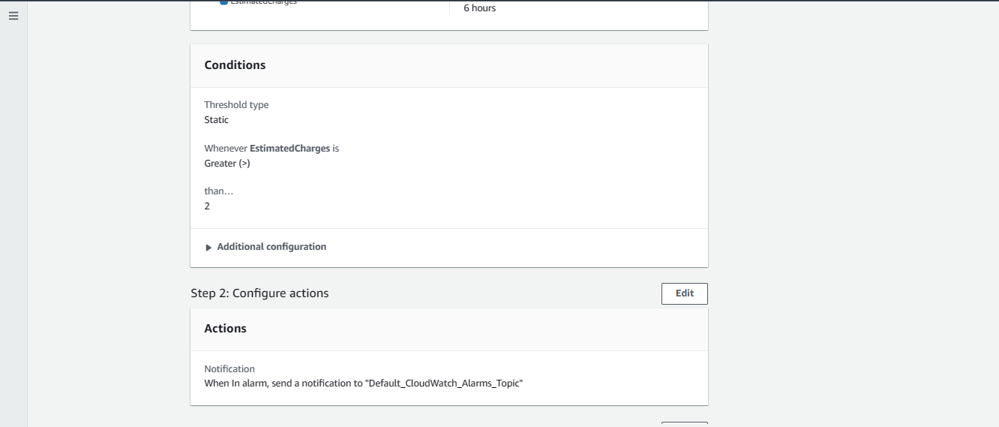 EstimatedCharges
6 hours
Conditions
Threshold type
Static
Whenever EstimatedCharges is
Greater (>)
than…
2
Additional configuration
Step 2: Configure actions
Edit
Actions
Notification
When In alarm, send a notification to "Default_CloudWatch_Alarms_Topic"